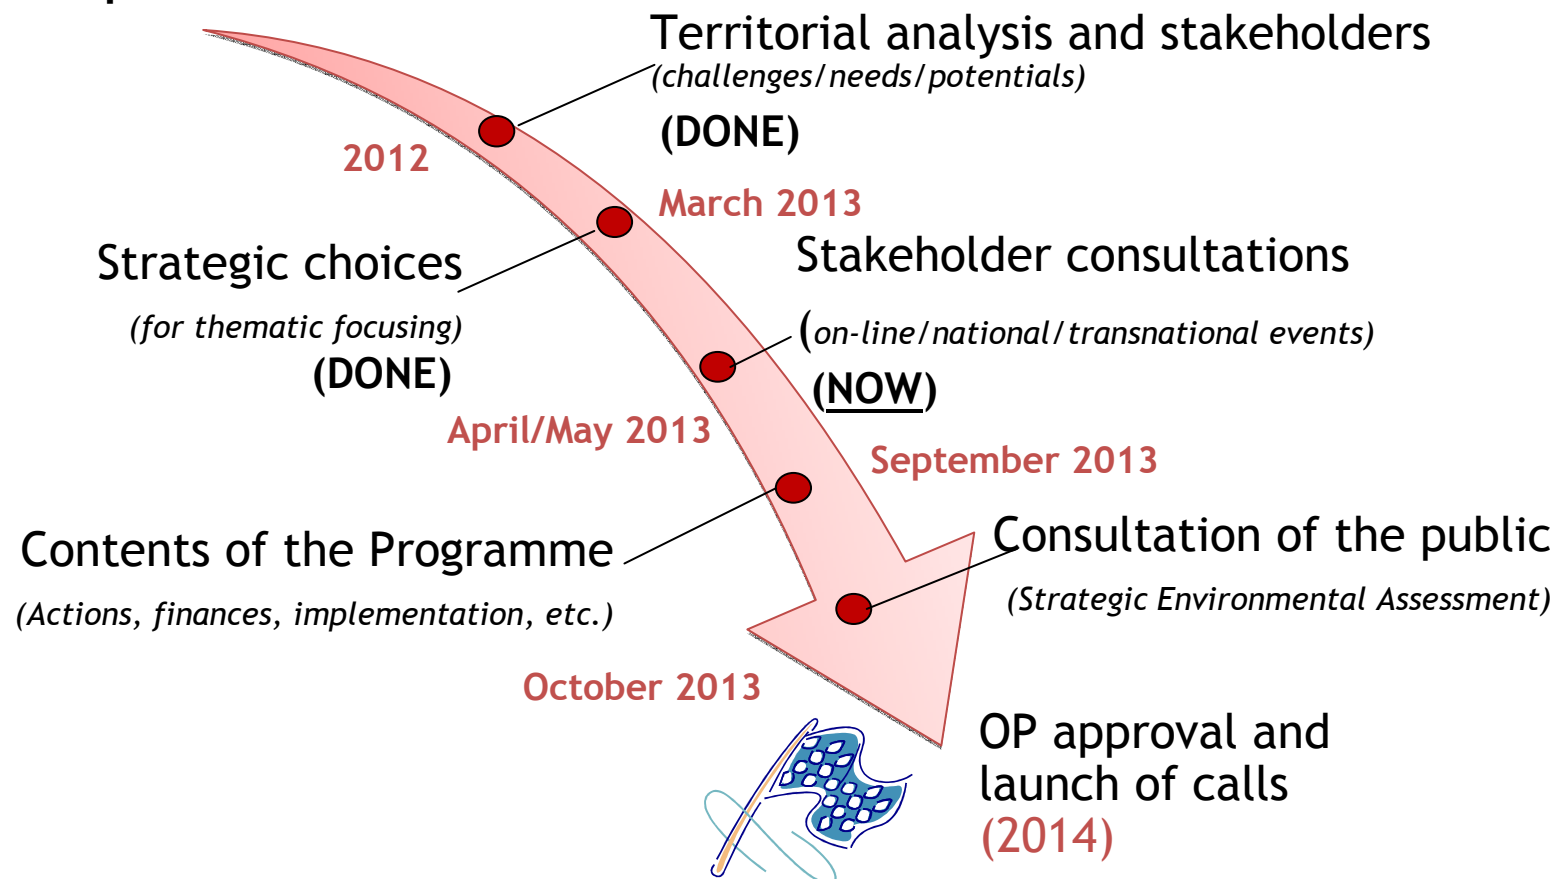 Territorial analysis and stakeholders
(challenges/needs/potentials)
(DONE)
2012
March 2013
Strategic choices
(for thematic focusing)
(DONE)
Stakeholder consultations
(on-line/national/transnational events)
(NOW)
April/May 2013
September 2013
Contents of the Programme
(Actions, finances, implementation, etc.)
Consultation of the public
(Strategic Environmental Assessment)
October 2013
OP approval and
launch of calls
(2014)